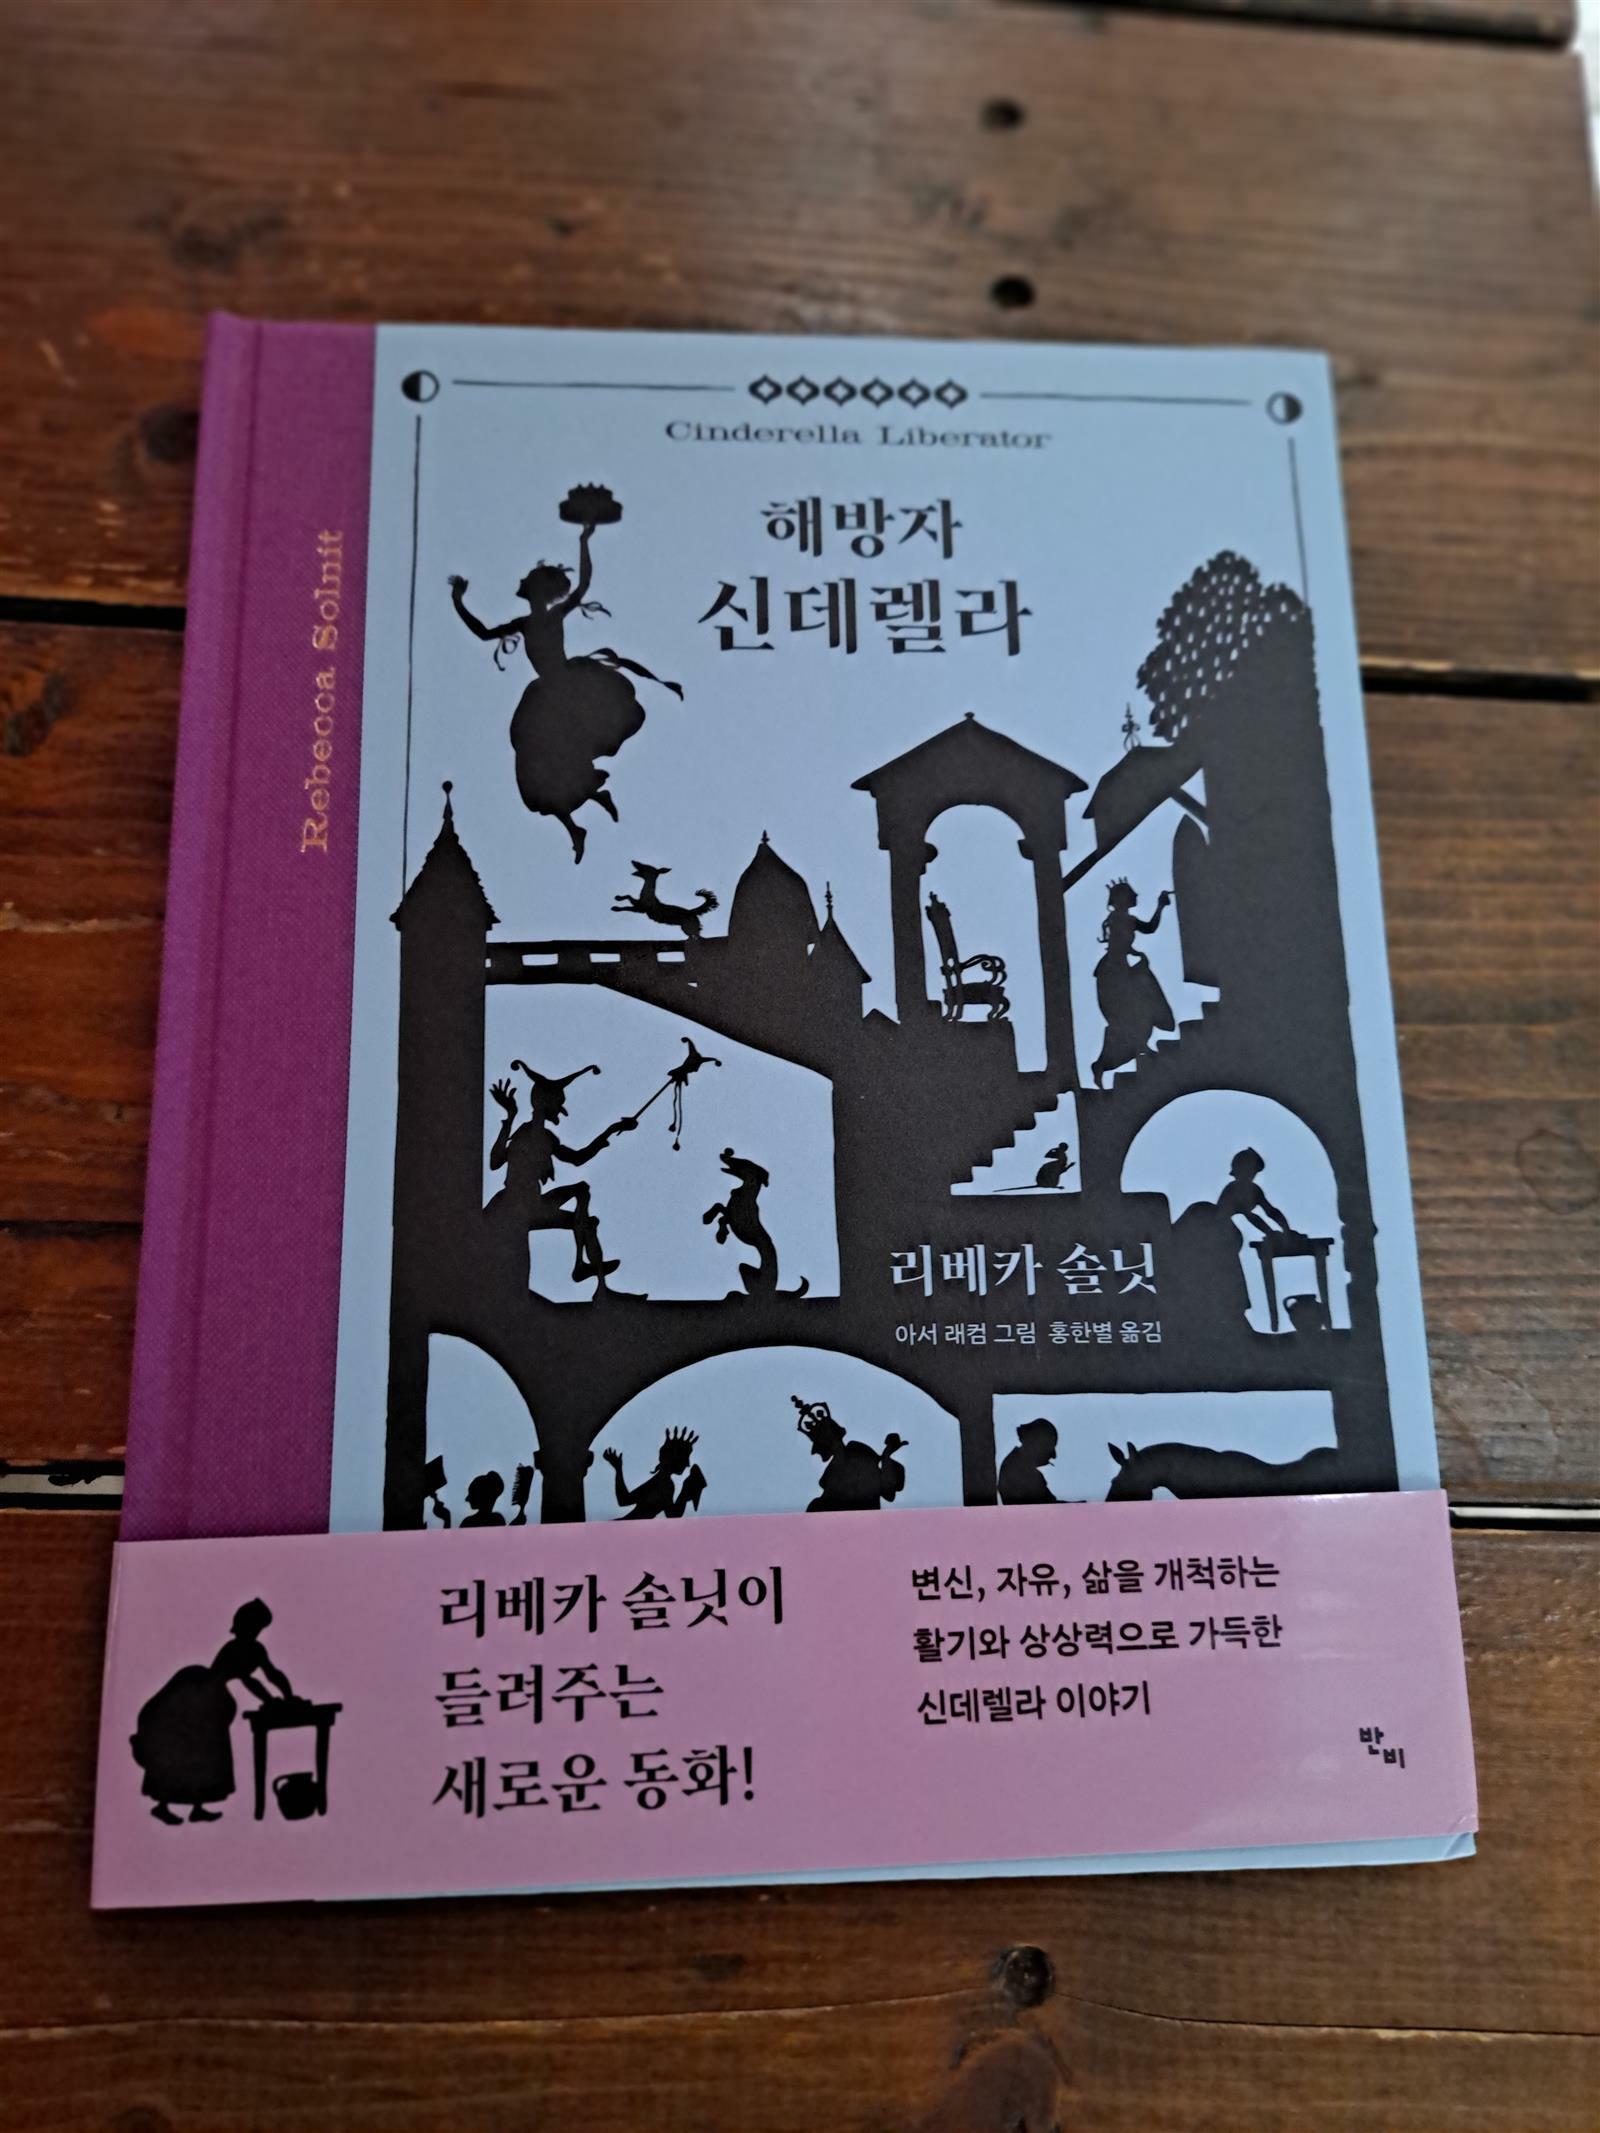 Cinderella Liberator
해방자
신데렐라
Rebecca Solnit
리베카 솔닛
아서 래컴 그림 홍한별 옮김
리베카 솔닛이
들려주는
새로운 동화!
변신, 자유, 삶을 개척하는
활기와 상상력으로 가득한
신데렐라 이야기
반비